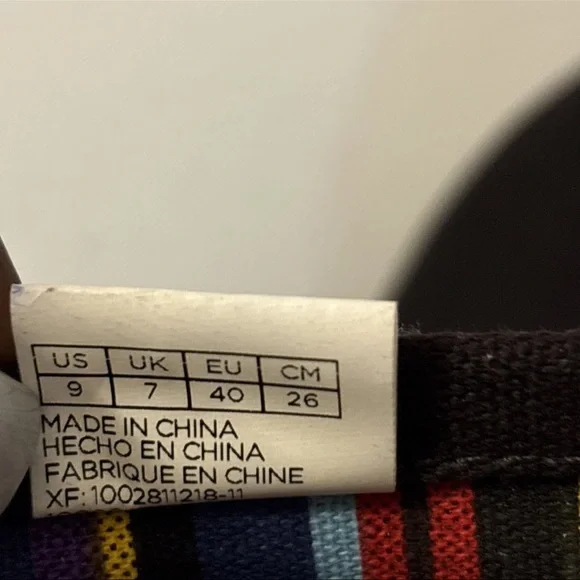 US UK EU CM
9 7 40 26
MADE IN CHINA
HECHO EN CHINA
FABRIQUE EN CHINE
XF:1002811218-11